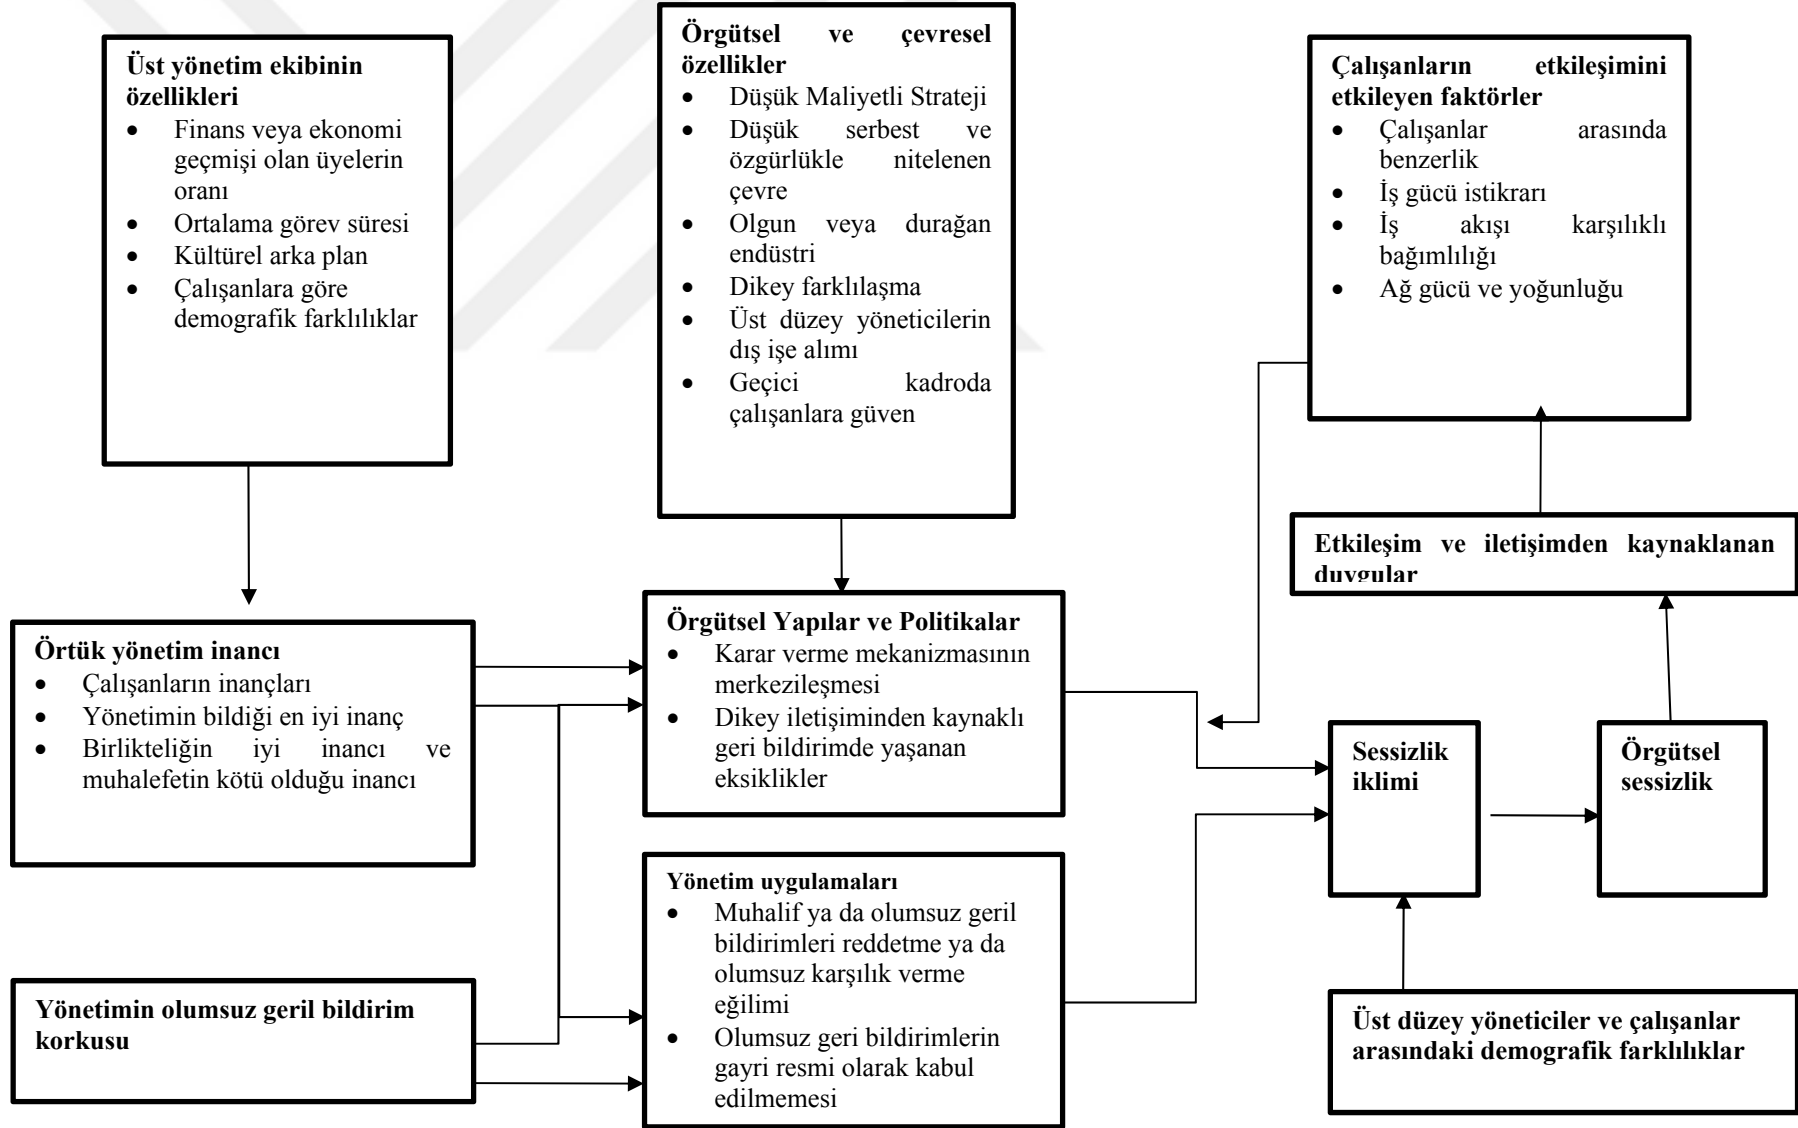 Üst yönetim ekibinin
özellikleri
• Finans veya ekonomi
geçmişi olan üyelerin
oranı
• Ortalama görev süresi
• Kültürel arka plan
• Çalışanlara göre
demografik farklılıklar
Örgütsel ve çevresel
özellikler
• Düşük Maliyetli Strateji
• Düşük serbest ve
özgürlükle nitelenen
çevre
• Olgun veya durağan
endüstri
• Dikey farklılaşma
• Üst düzey yöneticilerin
dış işe alımı
• Geçici kadroda
çalışanlara güven
Çalışanların etkileşimini
etkileyen faktörler
• Çalışanlar arasında
benzerlik
• İş gücü istikrarı
• İş akışı karşılıklı
bağımlılığı
• Ağ gücü ve yoğunluğu
Etkileşim ve iletişimden kaynaklanan
duygular
Örtük yönetim inancı
• Çalışanların inançları
• Yönetimin bildiği en iyi inanç
• Birlikteliğin iyi inancı ve
muhalefetin kötü olduğu inancı
Örgütsel Yapılar ve Politikalar
• Karar verme mekanizmasının
merkezileşmesi
• Dikey iletişiminden kaynaklı
geri bildirimde yaşanan
eksiklikler
Sessizlik
iklimi
Örgütsel
sessizlik
Yönetim uygulamaları
• Muhalif ya da olumsuz geril
bildirimleri reddetme ya da
olumsuz karşılık verme
eğilimi
• Olumsuz geri bildirimlerin
gayri resmi olarak kabul
edilmemesi
Yönetimin olumsuz geril bildirim
korkusu
Üst düzey yöneticiler ve çalışanlar
arasındaki demografik farklılıklar